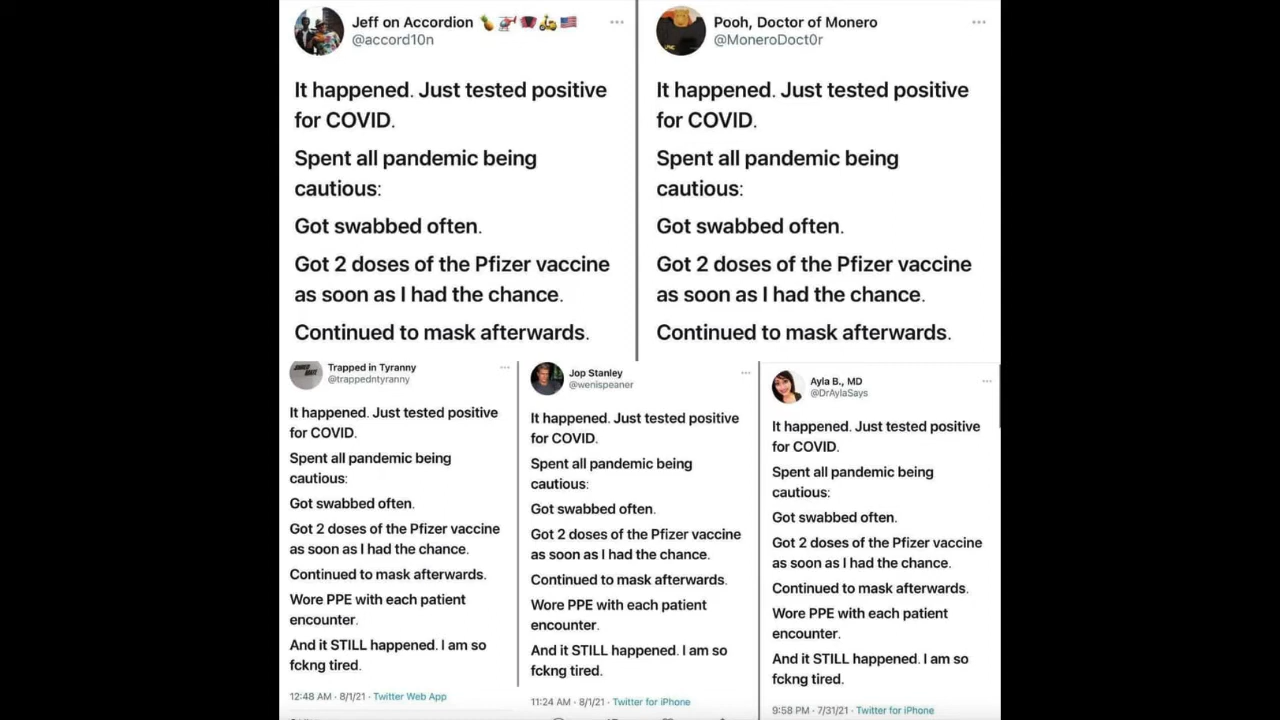 Jeff on Accordion 🍍🚁🪗🛵🇺🇸
@accord10n
It happened. Just tested positive
for COVID.
Spent all pandemic being
cautious:
Got swabbed often.
Got 2 doses of the Pfizer vaccine
as soon as I had the chance.
Continued to mask afterwards.
Pooh, Doctor of Monero
@MoneroDoct0r
It happened. Just tested positive
for COVID.
Spent all pandemic being
cautious:
Got swabbed often.
Got 2 doses of the Pfizer vaccine
as soon as I had the chance.
Continued to mask afterwards.
Trapped in Tyranny
@trappedntyranny
It happened. Just tested positive
for COVID.
Spent all pandemic being
cautious:
Got swabbed often.
Got 2 doses of the Pfizer vaccine
as soon as I had the chance.
Continued to mask afterwards.
Wore PPE with each patient
encounter.
And it STILL happened. I am so
fckng tired.
12:48 AM · 8/1/21 · Twitter Web App
Jop Stanley
@wenispeaner
It happened. Just tested positive
for COVID.
Spent all pandemic being
cautious:
Got swabbed often.
Got 2 doses of the Pfizer vaccine
as soon as I had the chance.
Continued to mask afterwards.
Wore PPE with each patient
encounter.
And it STILL happened. I am so
fckng tired.
11:24 AM · 8/1/21 · Twitter for iPhone
Ayla B., MD
@DrAylaSays
It happened. Just tested positive
for COVID.
Spent all pandemic being
cautious:
Got swabbed often.
Got 2 doses of the Pfizer vaccine
as soon as I had the chance.
Continued to mask afterwards.
Wore PPE with each patient
encounter.
And it STILL happened. I am so
fckng tired.
9:58 PM · 7/31/21 · Twitter for iPhone